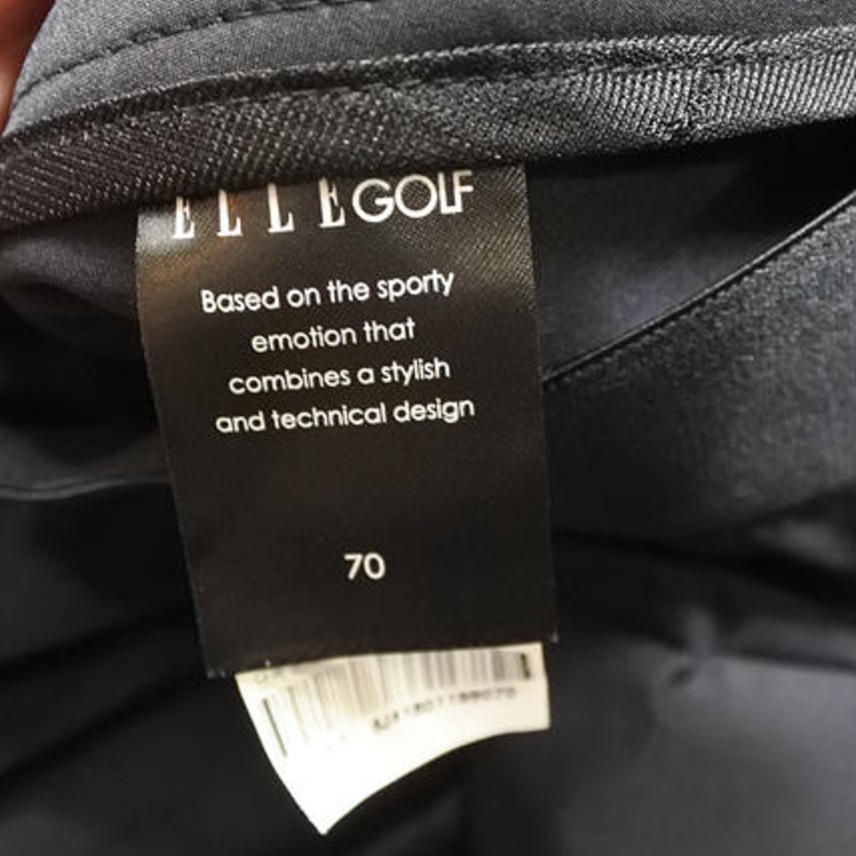 ELLE GOLF
Based on the sporty
emotion that
combines a stylish
and technical design
70